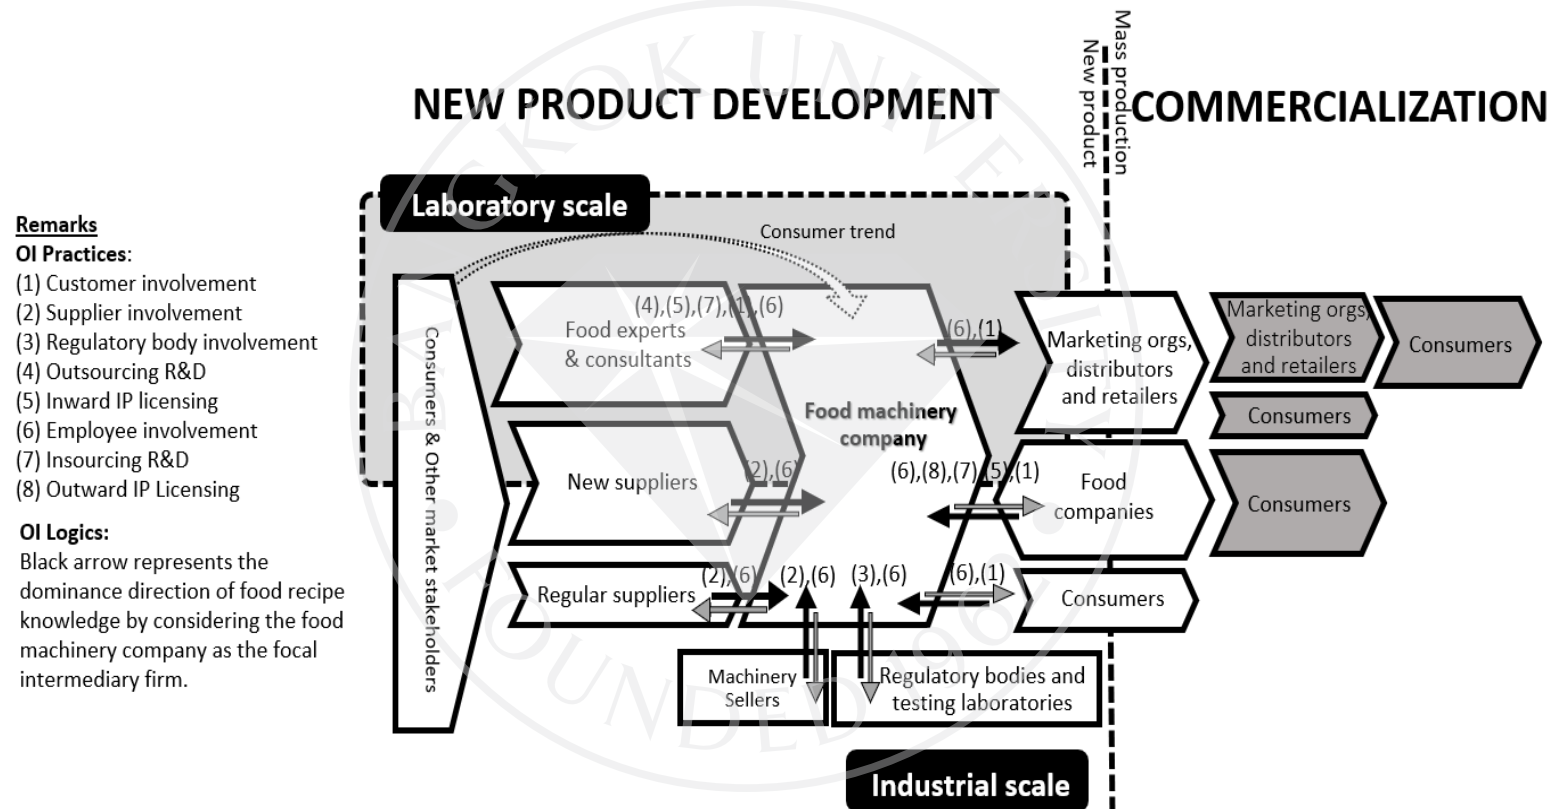 Mass production
New product
NEW PRODUCT DEVELOPMENT
COMMERCIALIZATION
Laboratory scale
Consumer trend
Remarks
OI Practices:
(1) Customer involvement
(2) Supplier involvement
(3) Regulatory body involvement
(4) Outsourcing R&D
(5) Inward IP licensing
(6) Employee involvement
(7) Insourcing R&D
(8) Outward IP Licensing
OI Logics:
Black arrow represents the
dominance direction of food recipe
knowledge by considering the food
machinery company as the focal
intermediary firm.
Consumers & Other market stakeholders
(4),(5),(7),(1),(6)
Food experts
& consultants
New suppliers
(2),(6)
Regular suppliers
(2),(6)
Food machinery
company
(6),(1)
(6),(8),(7),(5),(1)
(2),(6)
(3),(6)
(6),(1)
Machinery
Sellers
Regulatory bodies and
testing laboratories
Marketing orgs,
distributors
and retailers
Food
companies
Consumers
Marketing orgs,
distributors
and retailers
Consumers
Consumers
Consumers
Industrial scale
BANGKOK UNIVERSITY
FOUNDED 1962